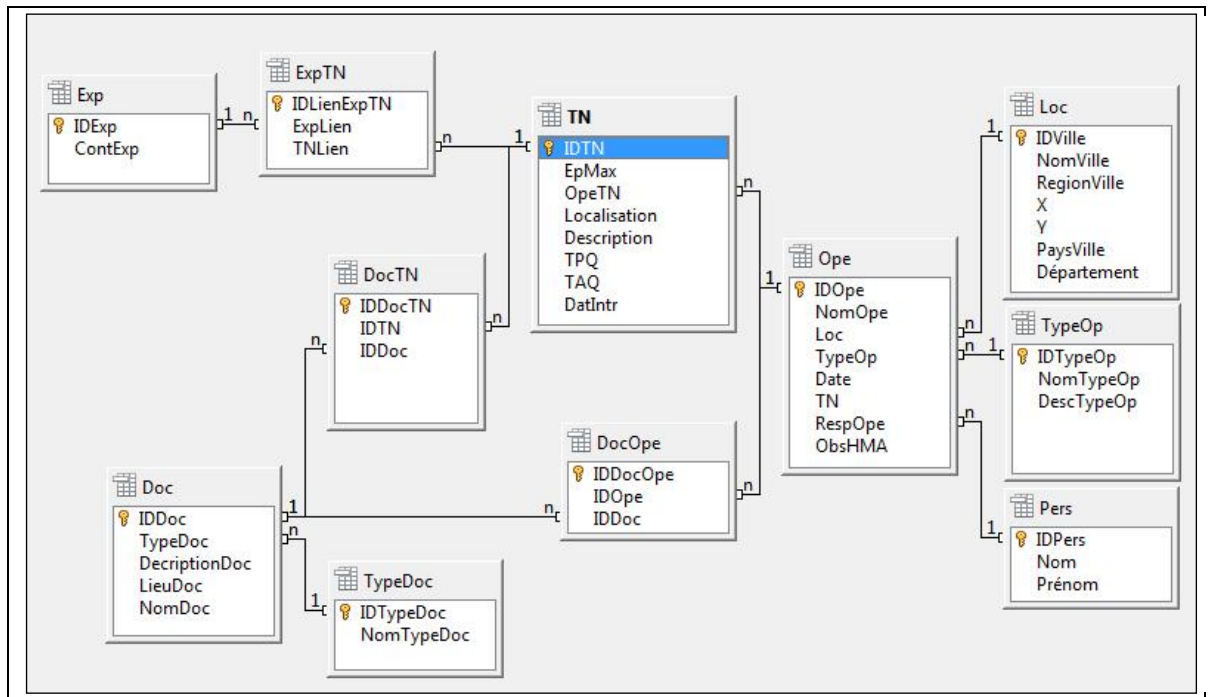 Exp
IDExp
ContExp
1 n
ExpTN
IDLienExpTN
ExpLien
TNLien
n
1
TN
IDTN
EpMax
OpeTN
Localisation
Description
TPQ
TAQ
DatIntr
n
1
DocTN
IDDocTN
IDTN
IDDoc
n
n
Ope
IDOpe
NomOpe
Loc
TypeOp
Date
TN
RespOpe
ObsHMA
n
n
n
1
Loc
IDVille
NomVille
RegionVille
X
Y
PaysVille
Département
1
TypeOp
IDTypeOp
NomTypeOp
DescTypeOp
1
Pers
IDPers
Nom
Prénom
DocOpe
IDDocOpe
IDOpe
IDDoc
n
n
Doc
IDDoc
TypeDoc
DecriptionDoc
LieuDoc
NomDoc
1
n
1
TypeDoc
IDTypeDoc
NomTypeDoc